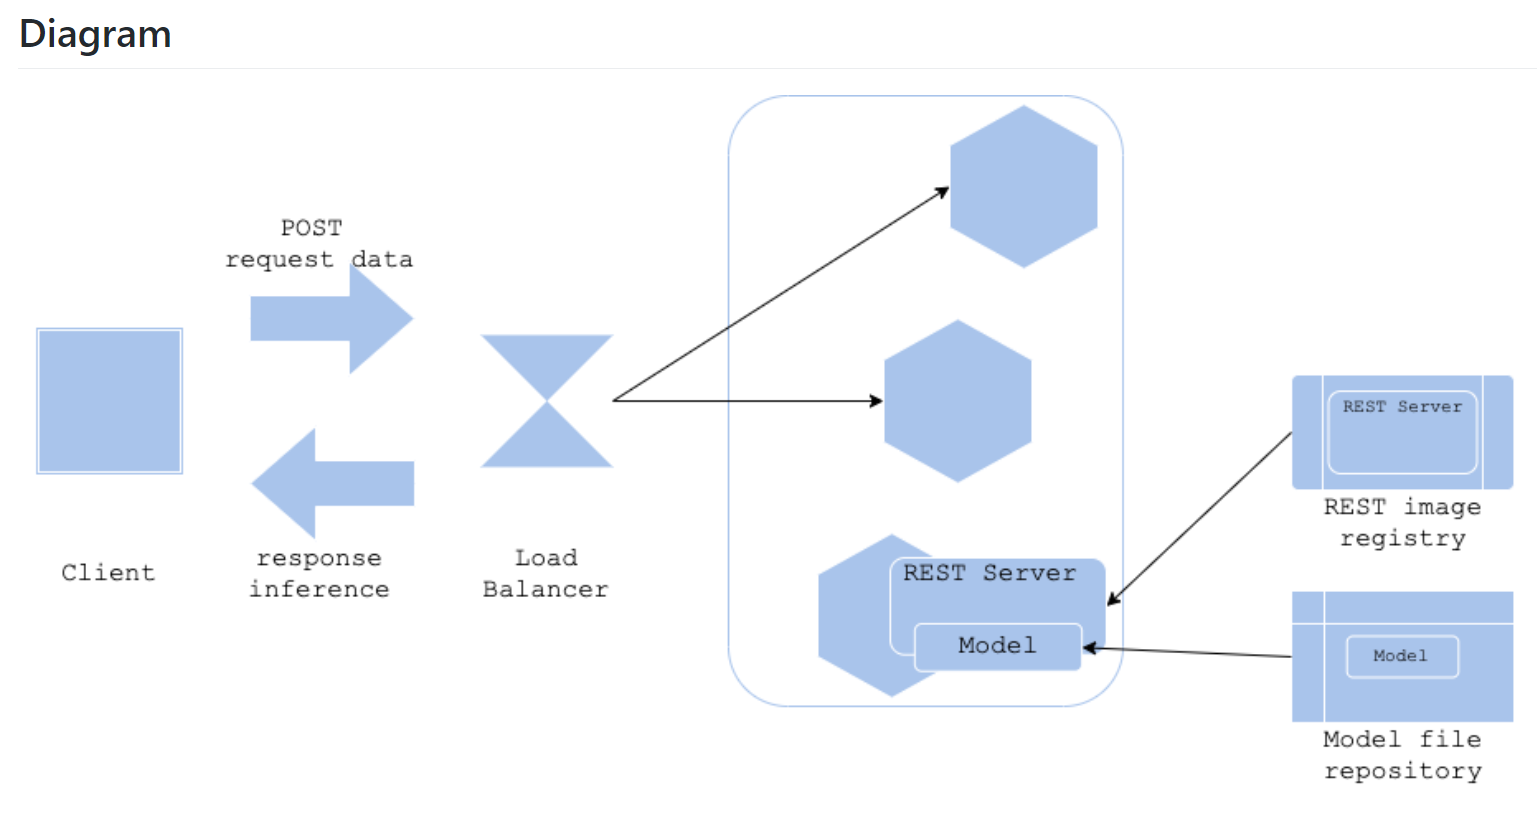 Diagram
POST
request data
Client
response
inference
Load
Balancer
REST Server
Model
REST Server
REST image
registry
Model
Model file
repository